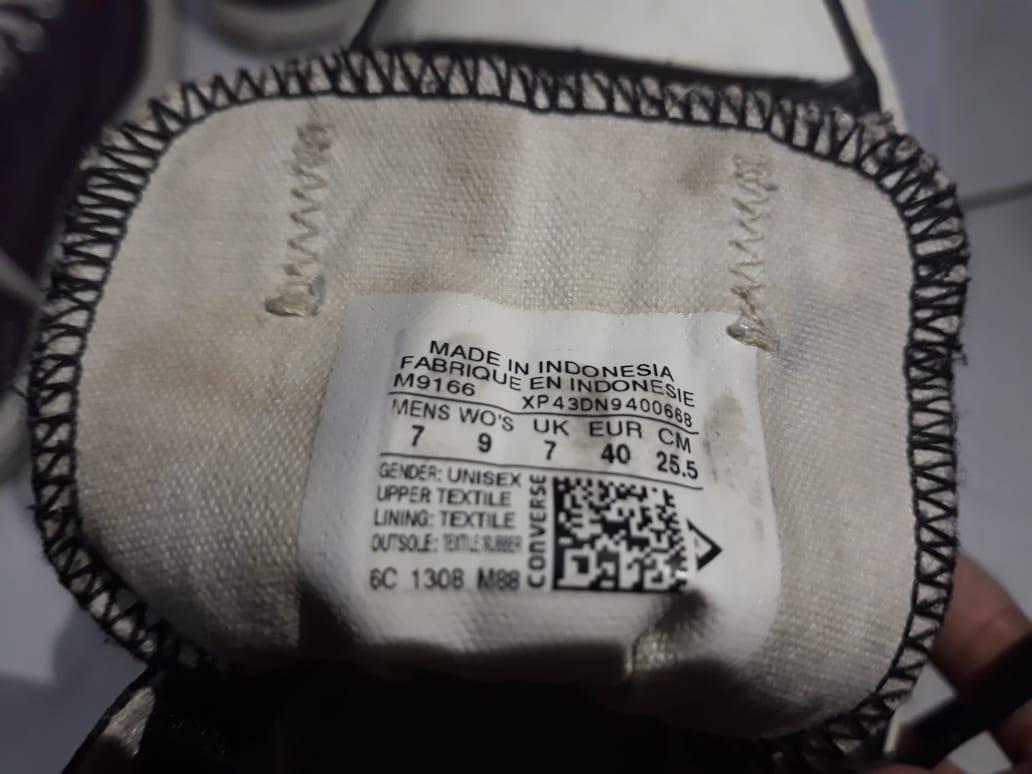 MADE IN INDONESIA
FABRIQUE EN INDONESIE
M9166 XP43DN9400668
MENS WO'S UK EUR CM
7 9 7 40 25.5
GENDER: UNISEX
UPPER TEXTILE
LINING: TEXTILE
OUTSOLE: TEXTILE\RUBBER
6C 1308 M88
CONVERSE